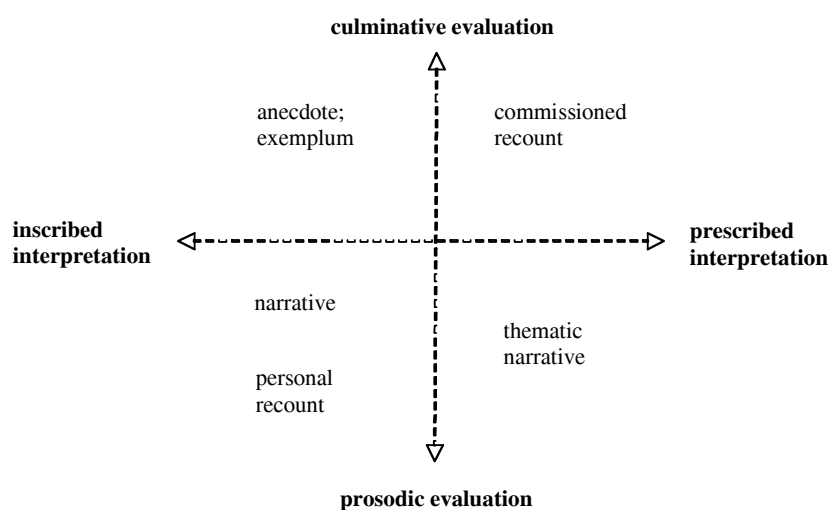 culminative evaluation
anecdote;
exemplum
commissioned
recount
inscribed
interpretation
prescribed
interpretation
narrative
thematic
narrative
personal
recount
prosodic evaluation